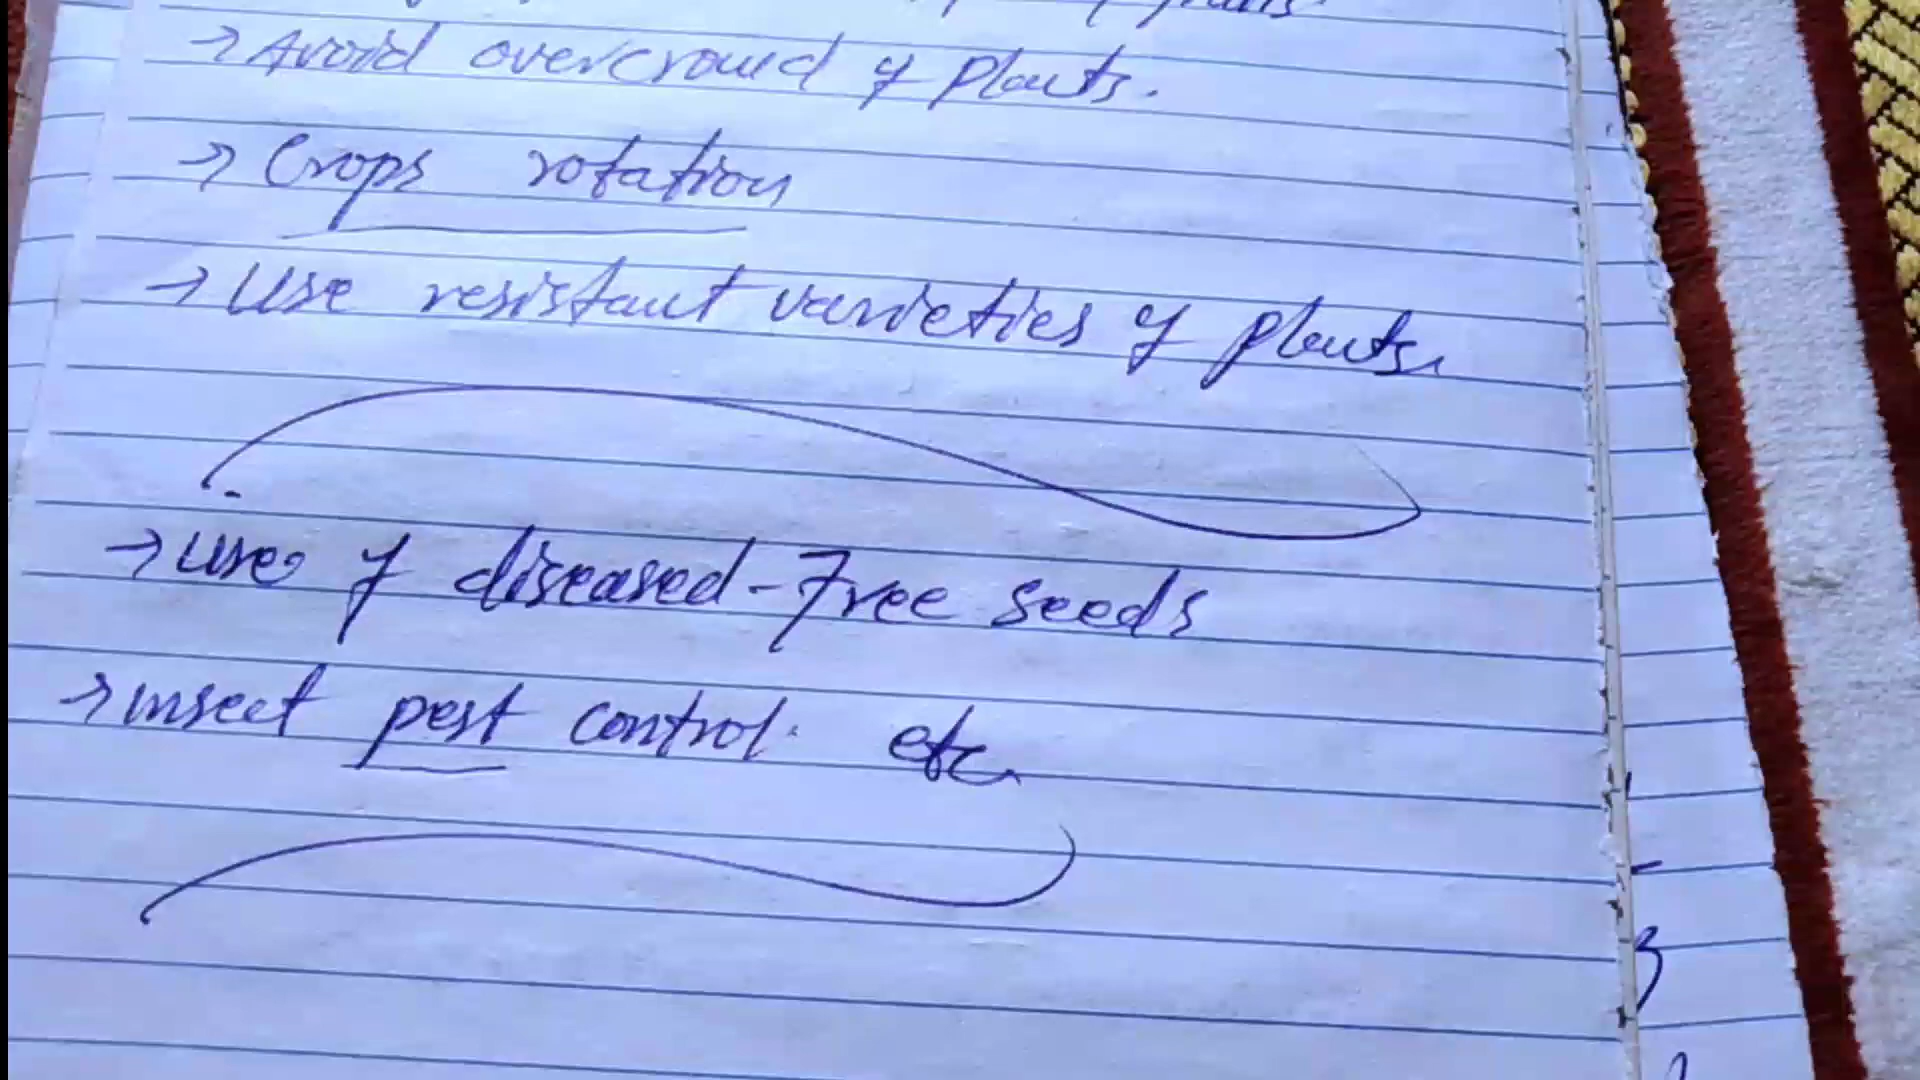 → Avoid overcrowd of plants.
→ Crops rotation
→ Use resistant varieties of plants.
→ Use of diseased-free seeds
→ insect pest control. etc.